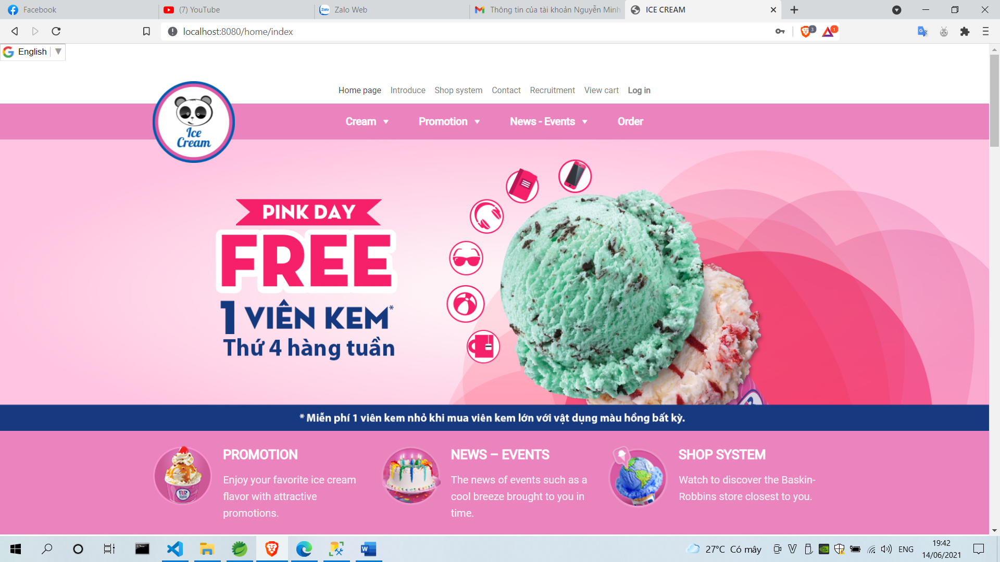 Facebook
(7) YouTube
Zalo Web
Thông tin của tài khoản Nguyễn Minh
ICE CREAM
localhost:8080/home/index
3
1
English
Home page
Introduce
Shop system
Contact
Recruitment
View cart
Log in
Ice
Cream
Cream
Promotion
News - Events
Order
PINK DAY
FREE
1 VIÊN KEM*
Thứ 4 hàng tuần
* Miễn phí 1 viên kem nhỏ khi mua viên kem lớn với vật dụng màu hồng bất kỳ.
PROMOTION
Enjoy your favorite ice cream
flavor with attractive
promotions.
BR
NEWS – EVENTS
The news of events such as a
cool breeze brought to you in
time.
SHOP SYSTEM
Watch to discover the Baskin-
Robbins store closest to you.
27°C Có mây
ENG
19:42
14/06/2021